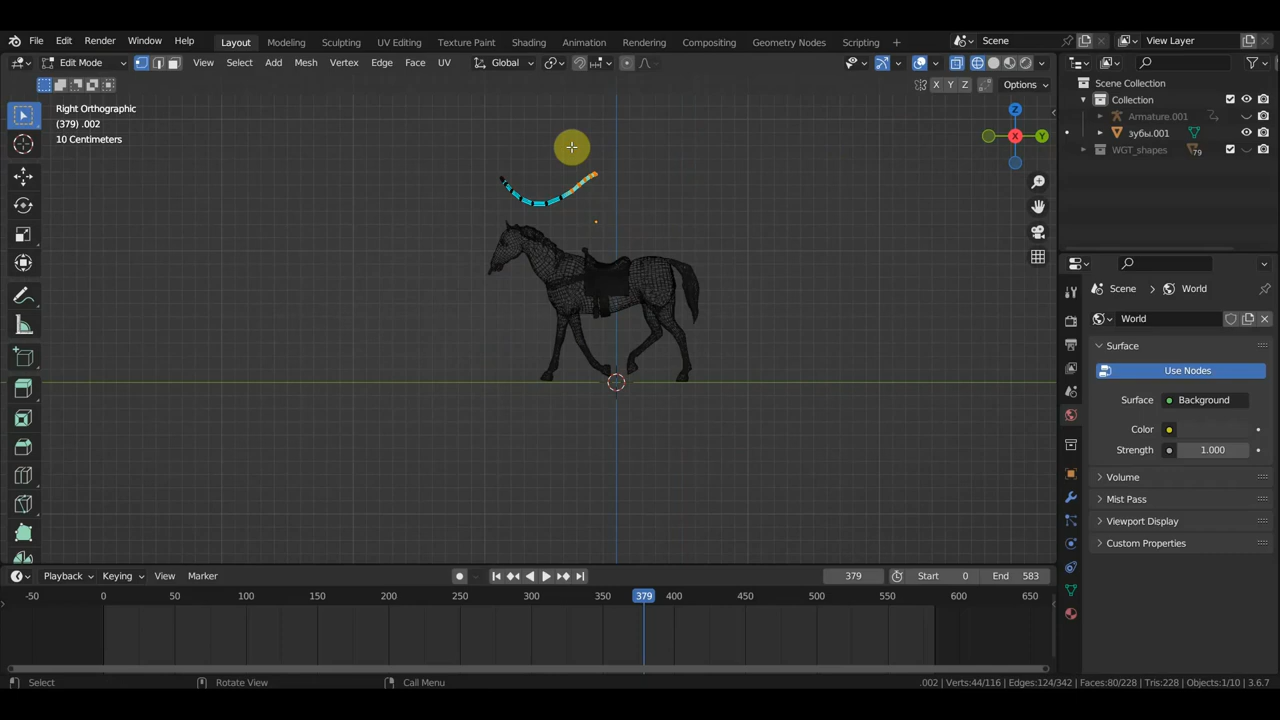 File Edit Render Window Help Layout Modeling Sculpting UV Editing Texture Paint Shading Animation Rendering Compositing Geometry Nodes Scripting + Scene View Layer
Edit Mode View Select Add Mesh Vertex Edge Face UV Global
X Y Z Options
Right Orthographic
(379) .002
10 Centimeters
Z
X
Y
Scene Collection
Collection
Armature.001
зубы.001
WGT_shapes 79
Scene > World
World
Surface
Use Nodes
Surface Background
Color
Strength 1.000
Volume
Mist Pass
Viewport Display
Custom Properties
Playback Keying View Marker 379 Start 0 End 583
-50 0 50 100 150 200 250 300 350 379 400 450 500 550 600 650
Select Rotate View Call Menu .002 | Verts:44/116 | Edges:124/342 | Faces:80/228 | Tris:228 | Objects:1/10 | 3.6.7